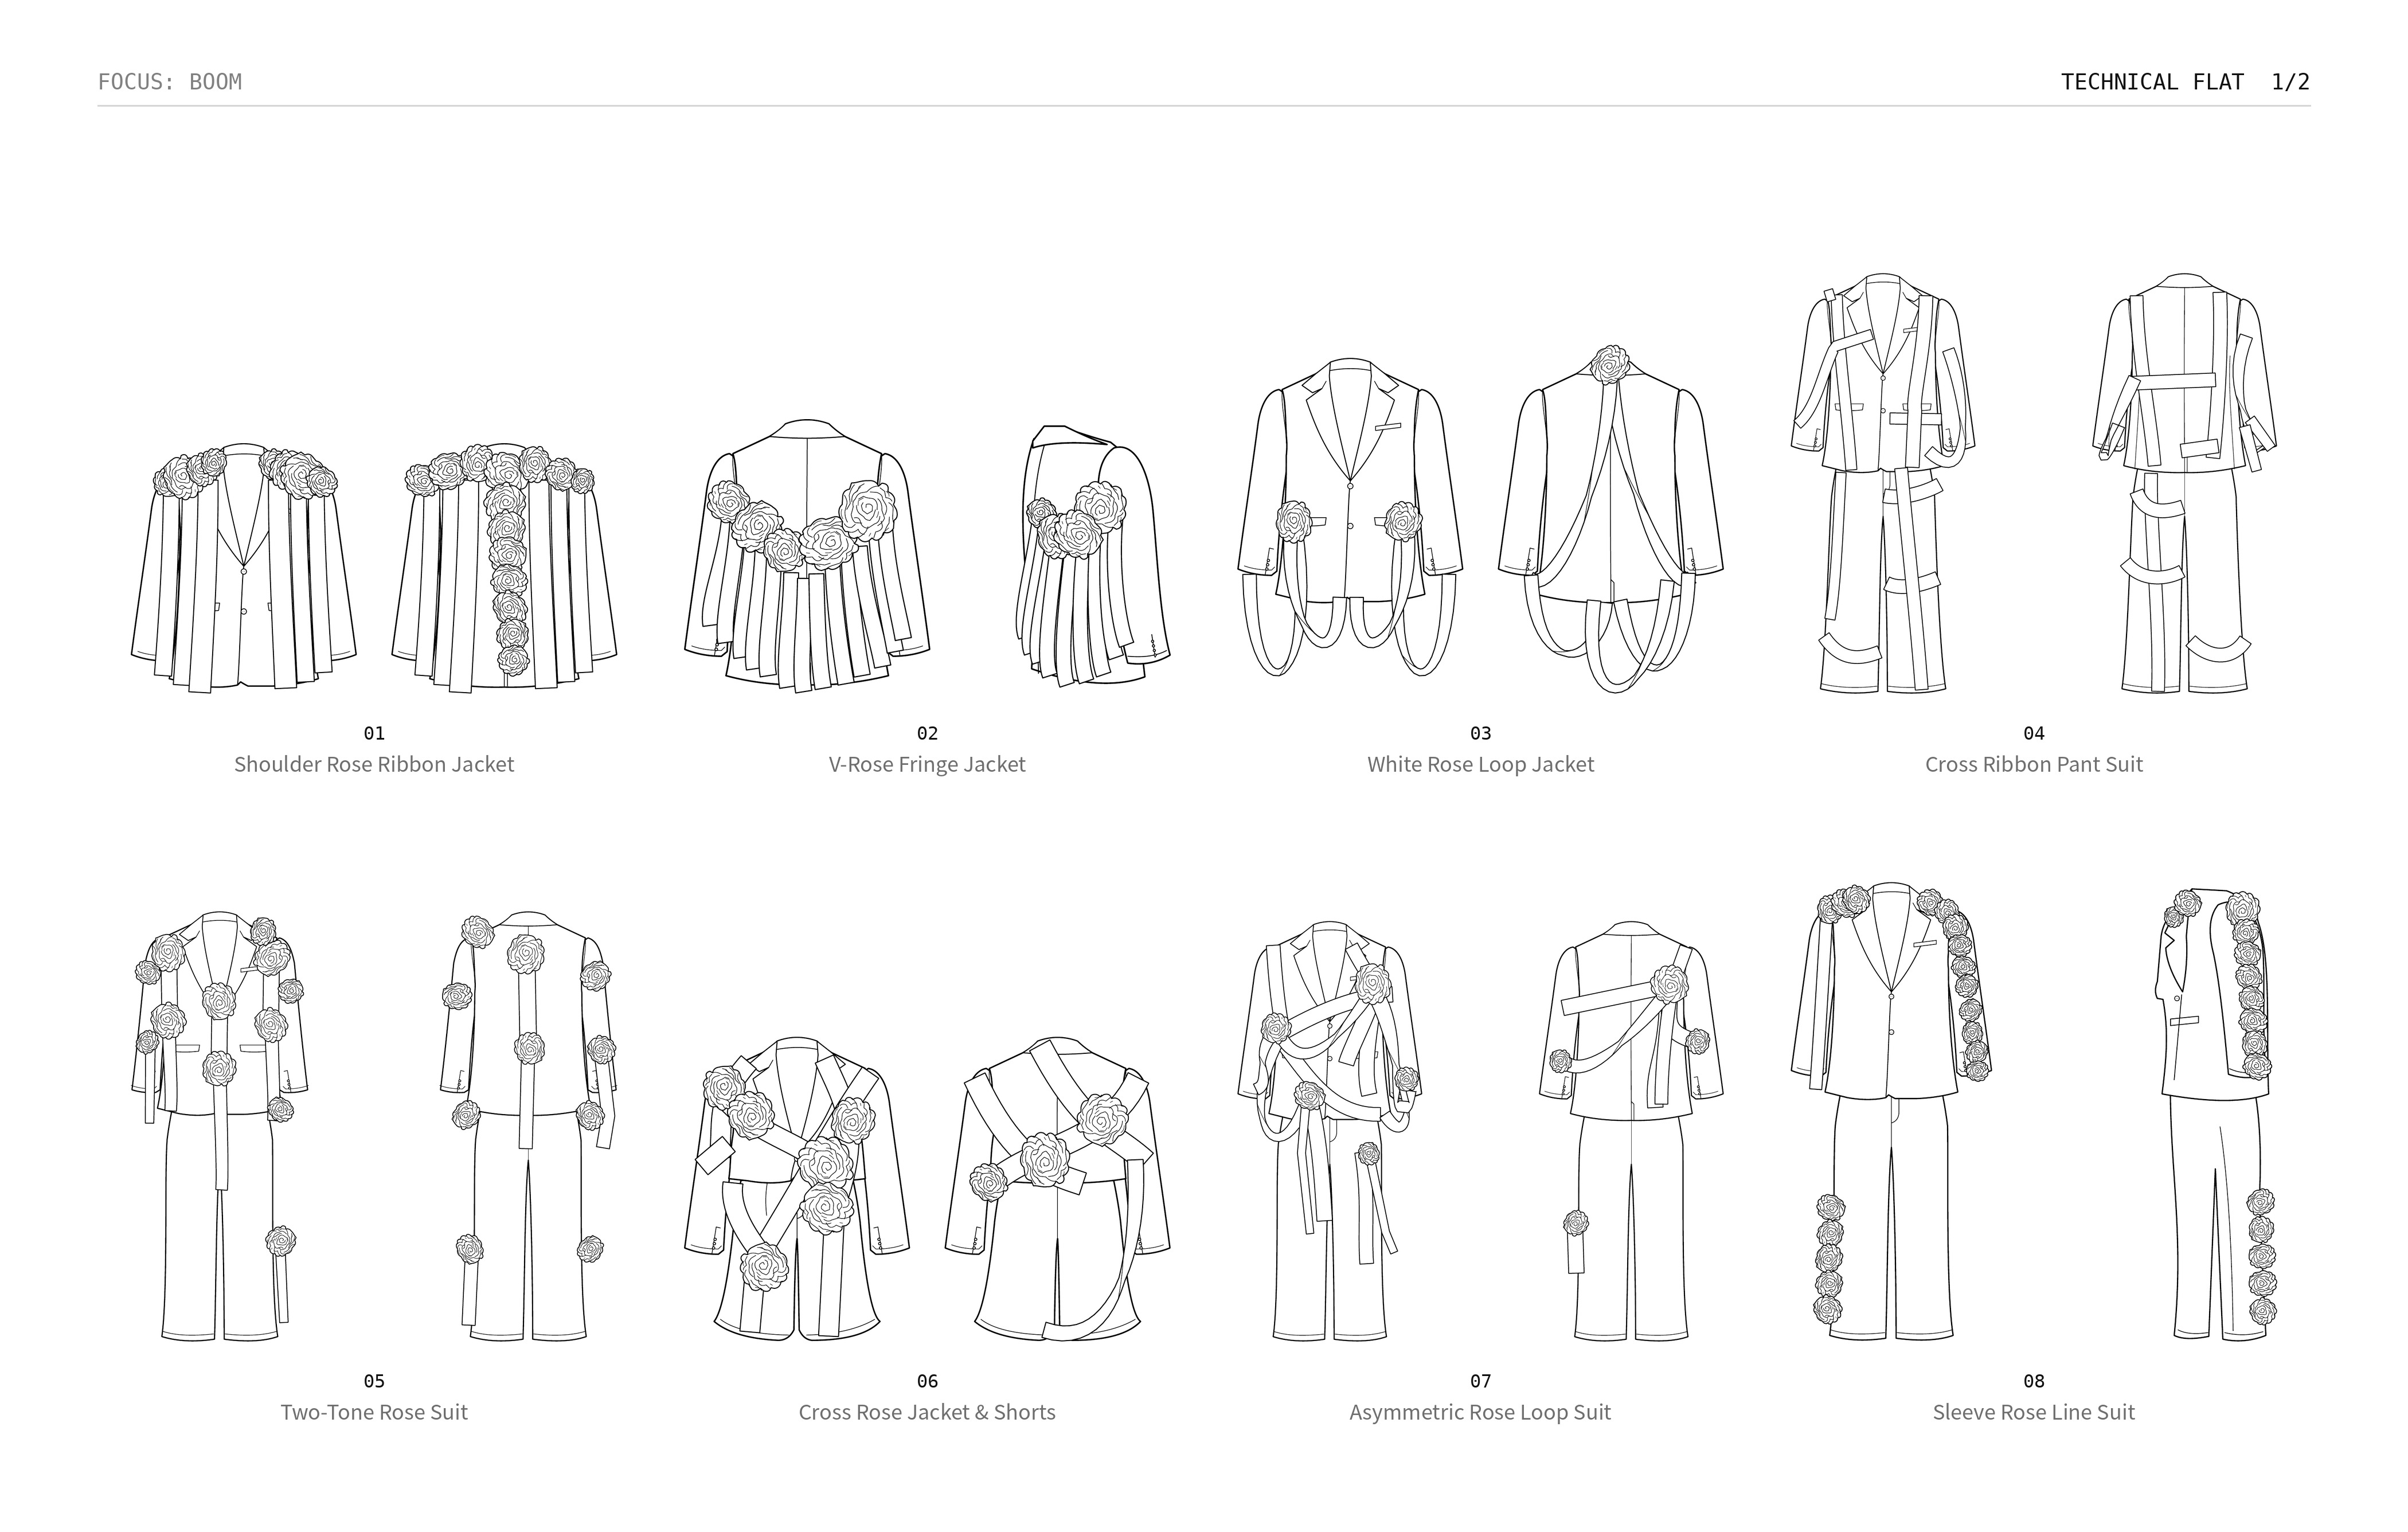 FOCUS: BOOM
TECHNICAL FLAT 1/2
01
Shoulder Rose Ribbon Jacket
02
V-Rose Fringe Jacket
03
White Rose Loop Jacket
04
Cross Ribbon Pant Suit
05
Two-Tone Rose Suit
06
Cross Rose Jacket & Shorts
07
Asymmetric Rose Loop Suit
08
Sleeve Rose Line Suit